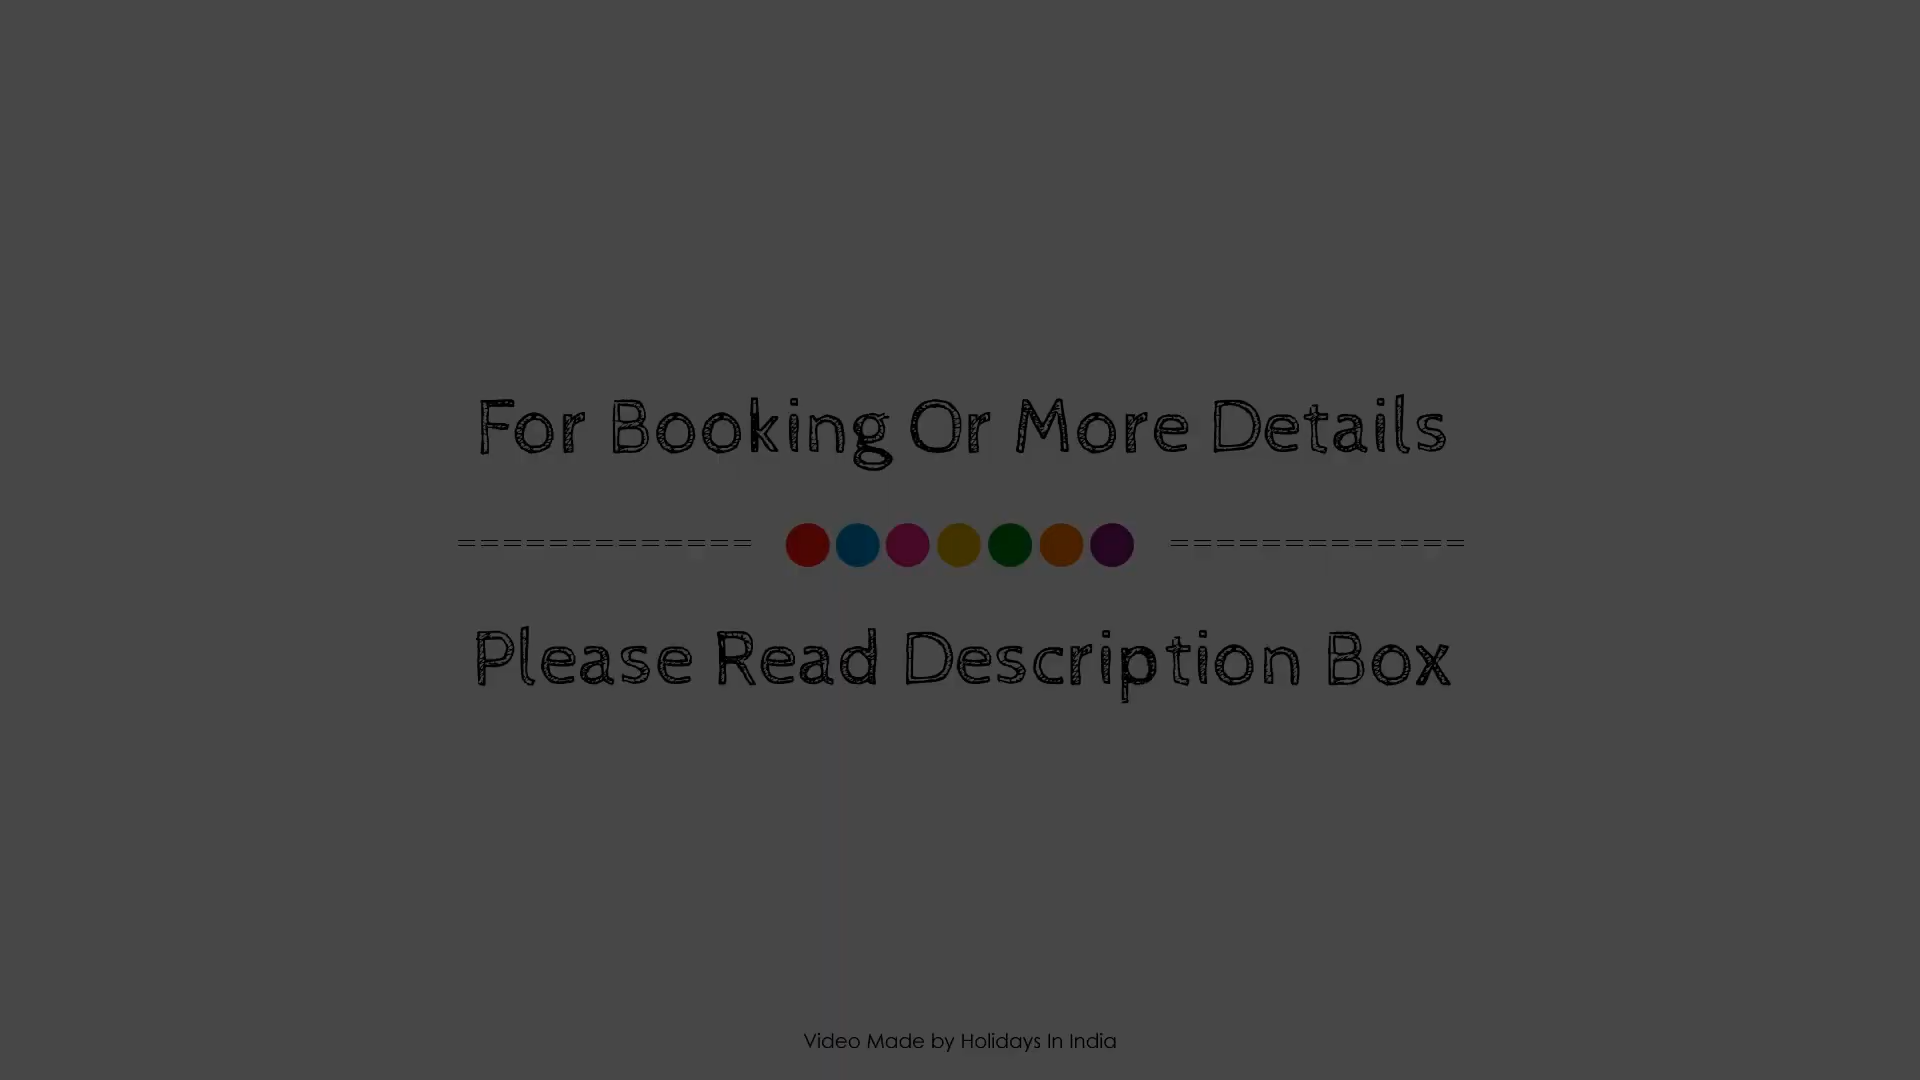 For Booking Or More Details
============= =============
Please Read Description Box
Video Made by Holidays In India